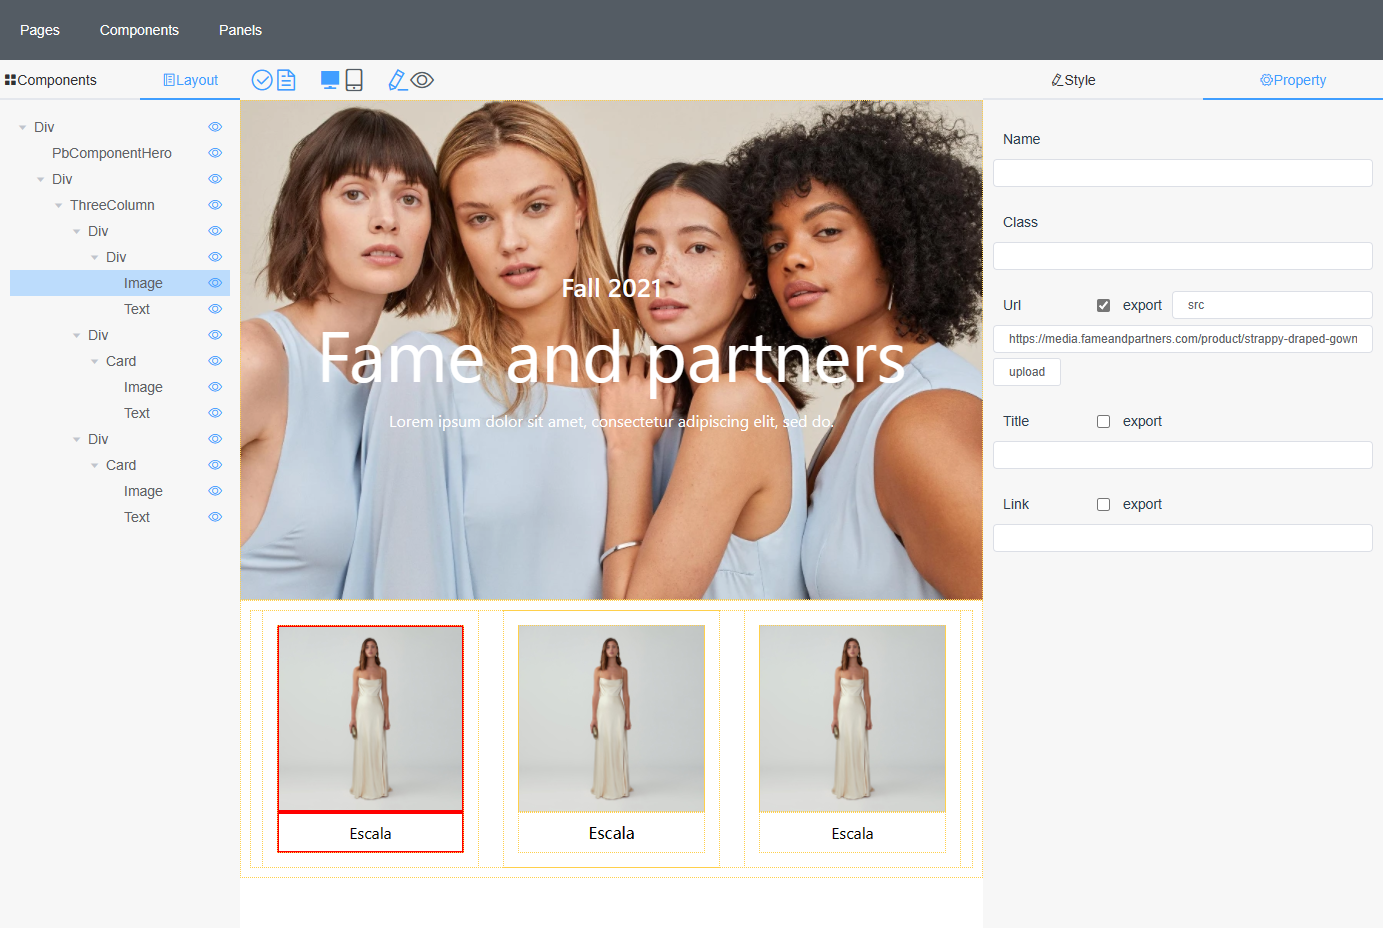 Pages Components Panels
Components Layout
Style Property
Div
PbComponentHero
Div
ThreeColumn
Div
Div
Image
Text
Div
Card
Image
Text
Div
Card
Image
Text
Fall 2021
Fame and partners
Lorem ipsum dolor sit amet, consectetur adipiscing elit, sed do.
Escala Escala Escala
Name
Class
Url export src
https://media.fameandpartners.com/product/strappy-draped-gown
upload
Title export
Link export